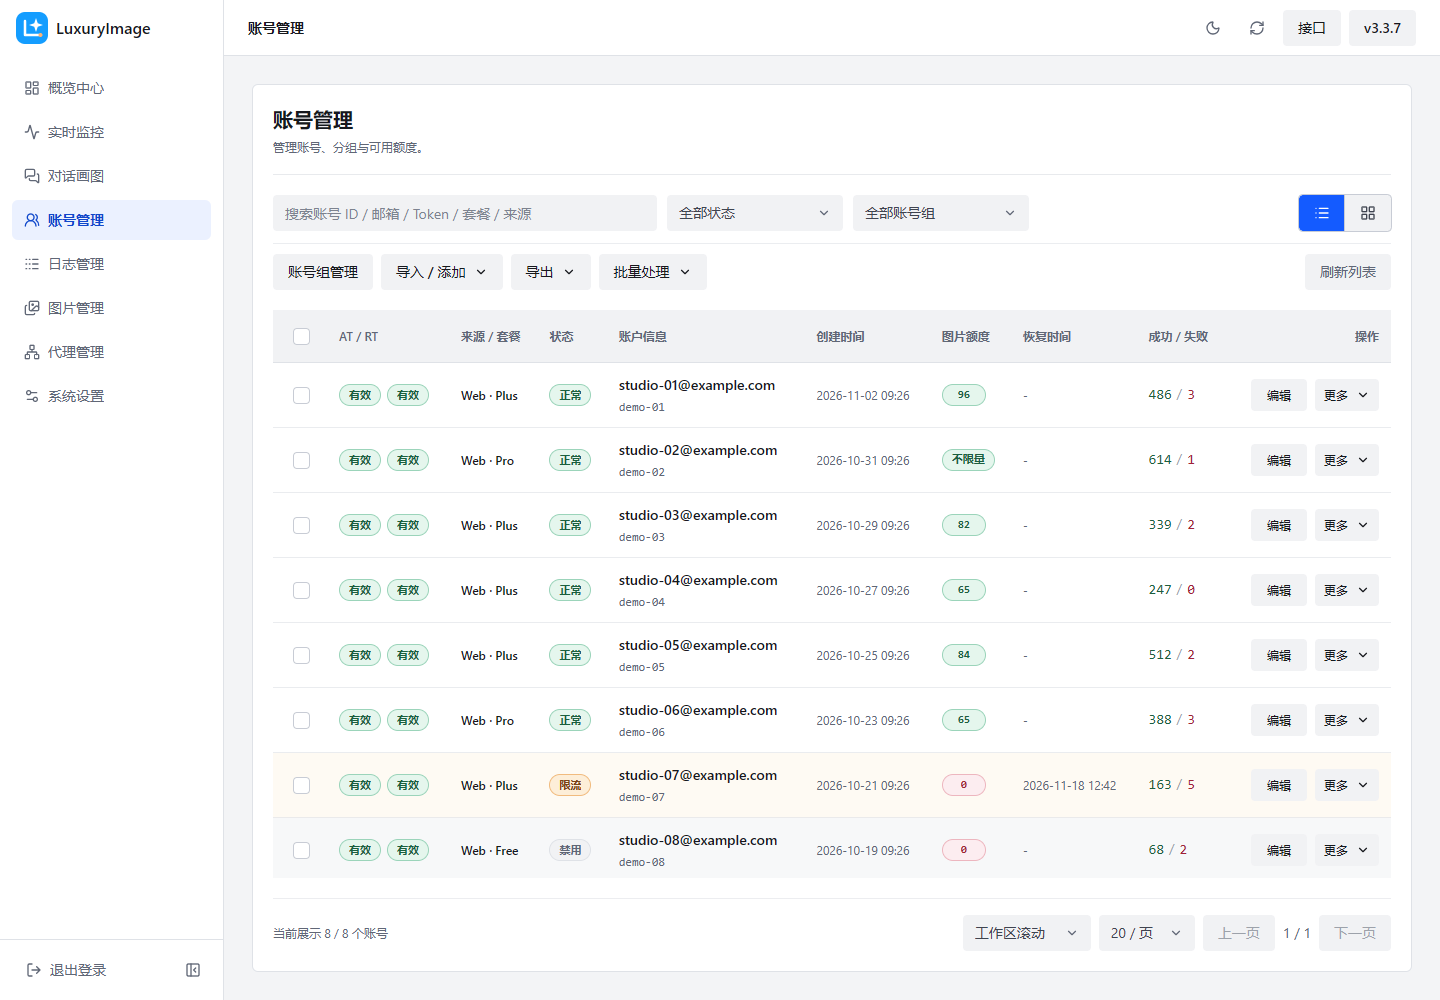 LuxuryImage
账号管理
接口
v3.3.7
概览中心
实时监控
对话画图
账号管理
日志管理
图片管理
代理管理
系统设置
退出登录
账号管理
管理账号、分组与可用额度。
搜索账号 ID / 邮箱 / Token / 套餐 / 来源
全部状态
全部账号组
账号组管理
导入 / 添加
导出
批量处理
刷新列表
AT / RT 来源 / 套餐 状态 账户信息 创建时间 图片额度 恢复时间 成功 / 失败 操作
有效 有效 Web · Plus 正常 studio-01@example.com 2026-11-02 09:26 96 - 486 / 3 编辑 更多
demo-01
有效 有效 Web · Pro 正常 studio-02@example.com 2026-10-31 09:26 不限量 - 614 / 1 编辑 更多
demo-02
有效 有效 Web · Plus 正常 studio-03@example.com 2026-10-29 09:26 82 - 339 / 2 编辑 更多
demo-03
有效 有效 Web · Plus 正常 studio-04@example.com 2026-10-27 09:26 65 - 247 / 0 编辑 更多
demo-04
有效 有效 Web · Plus 正常 studio-05@example.com 2026-10-25 09:26 84 - 512 / 2 编辑 更多
demo-05
有效 有效 Web · Pro 正常 studio-06@example.com 2026-10-23 09:26 65 - 388 / 3 编辑 更多
demo-06
有效 有效 Web · Plus 限流 studio-07@example.com 2026-10-21 09:26 0 2026-11-18 12:42 163 / 5 编辑 更多
demo-07
有效 有效 Web · Free 禁用 studio-08@example.com 2026-10-19 09:26 0 - 68 / 2 编辑 更多
demo-08
当前展示 8 / 8 个账号
工作区滚动
20 / 页
上一页
1 / 1
下一页